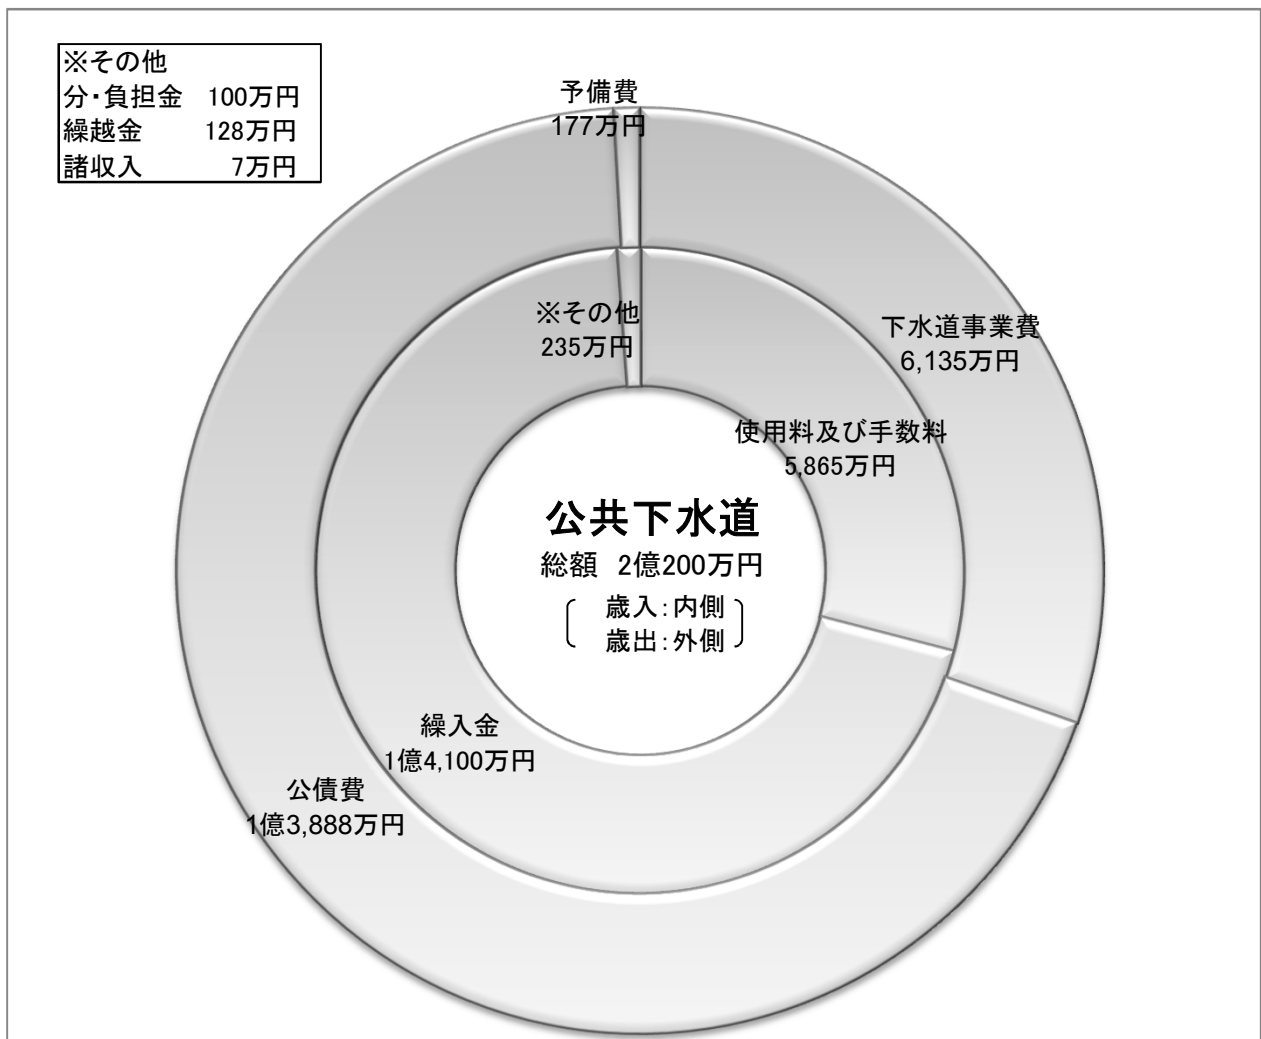 ※その他
分・負担金 100万円
繰越金 128万円
諸収入 7万円
予備費
177万円
※その他
235万円
下水道事業費
6,135万円
使用料及び手数料
5,865万円
公共下水道
総額 2億200万円
歳入：内側
歳出：外側
繰入金
1億4,100万円
公債費
1億3,888万円